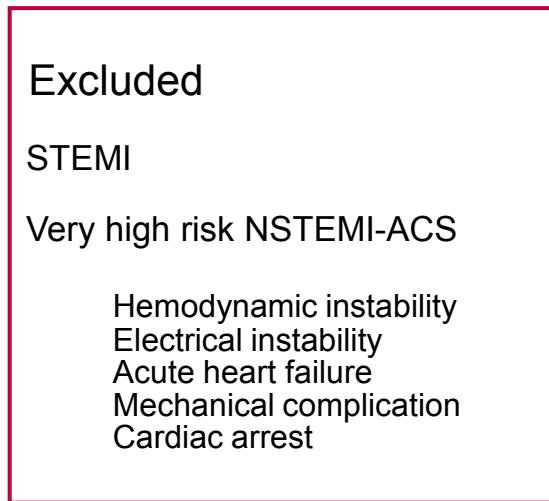 Excluded
STEMI
Very high risk NSTEMI-ACS
Hemodynamic instability
Electrical instability
Acute heart failure
Mechanical complication
Cardiac arrest